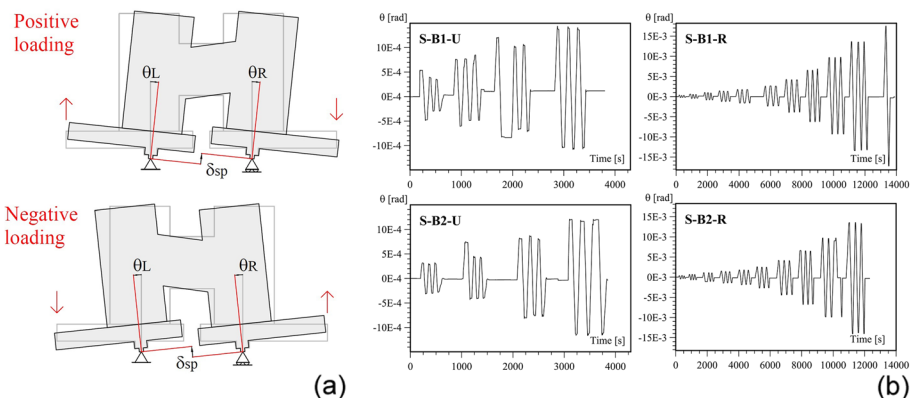 Positive
loading
θL
θR
δsp
Negative
loading
θL
θR
δsp
(a)
θ [rad]
S-B1-U
10E-4
5E-4
0E-4
-5E-4
-10E-4
Time [s]
0 1000 2000 3000 4000
θ [rad]
S-B1-R
15E-3
10E-3
5E-3
0E-3
-5E-3
-10E-3
-15E-3
Time [s]
0 2000 4000 6000 8000 10000 12000 14000
θ [rad]
S-B2-U
10E-4
5E-4
0E-4
-5E-4
-10E-4
Time [s]
0 1000 2000 3000 4000
θ [rad]
S-B2-R
15E-3
10E-3
5E-3
0E-3
-5E-3
-10E-3
-15E-3
Time [s]
0 2000 4000 6000 8000 10000 12000 14000
(b)